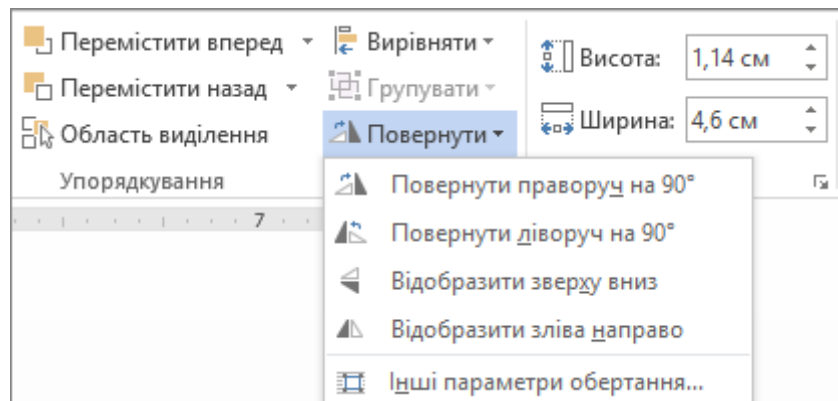 Перемістити вперед
Вирівняти
Висота: 1,14 см
Перемістити назад
Групувати
Область виділення
Повернути
Ширина: 4,6 см
Упорядкування
7
Повернути праворуч на 90°
Повернути ліворуч на 90°
Відобразити зверху вниз
Відобразити зліва направо
Інші параметри обертання...